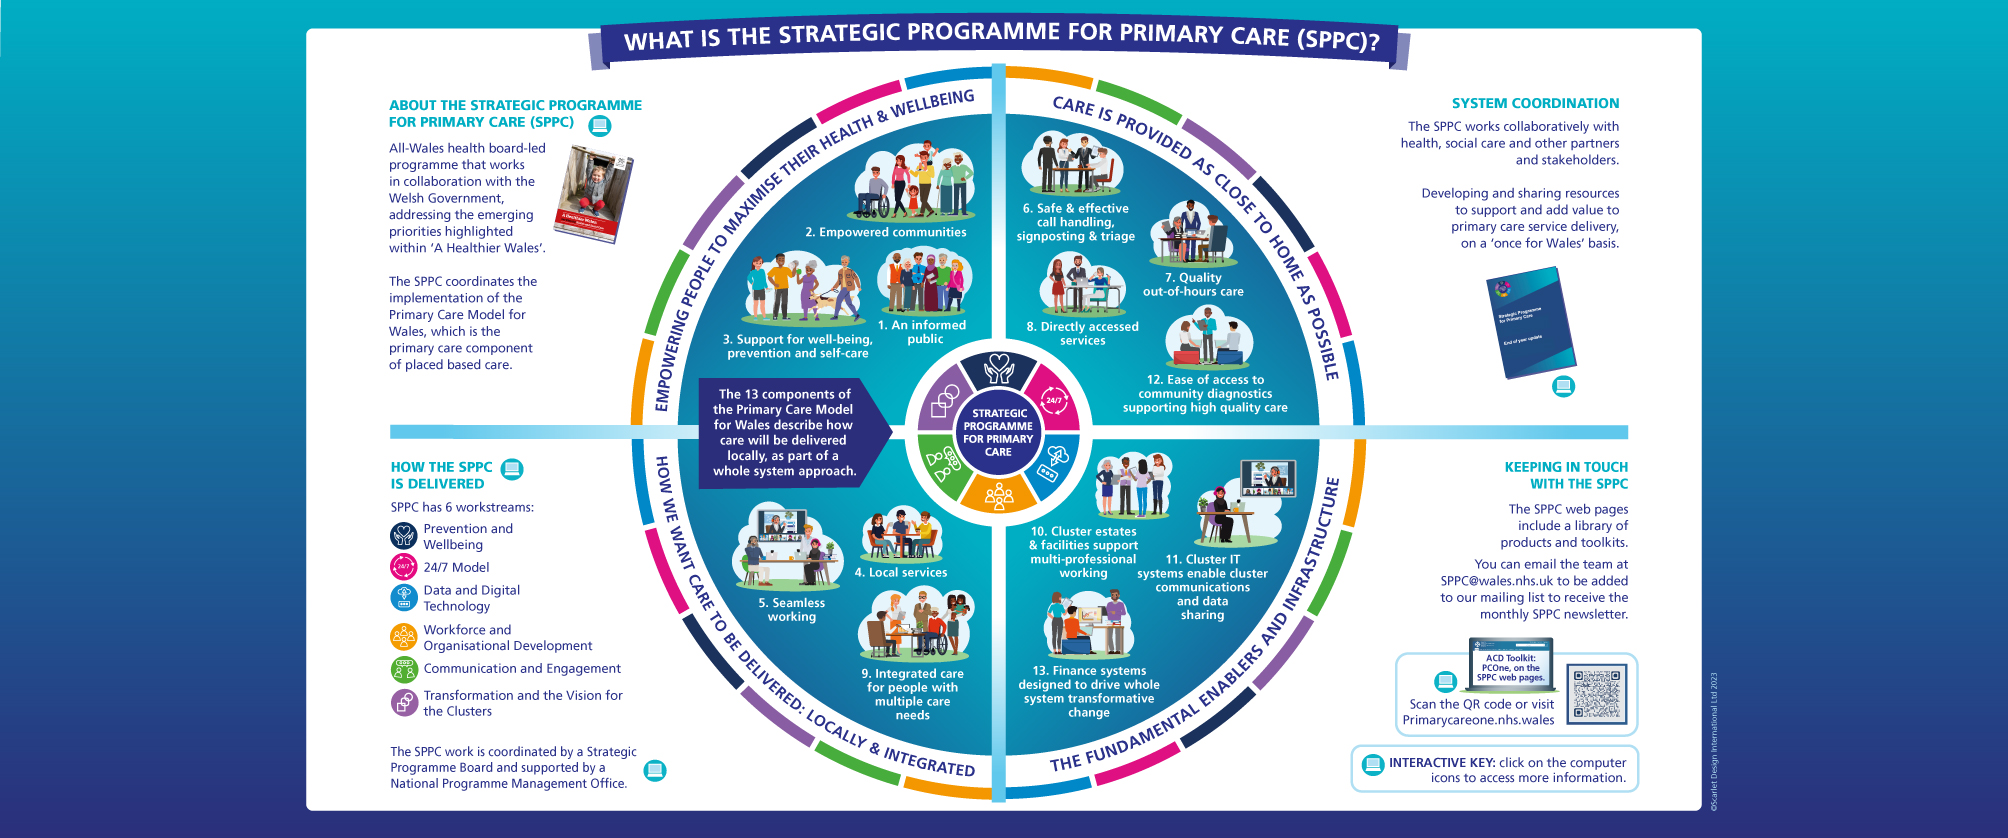 WHAT IS THE STRATEGIC PROGRAMME FOR PRIMARY CARE (SPPC)?
ABOUT THE STRATEGIC PROGRAMME
FOR PRIMARY CARE (SPPC)
All-Wales health board-led
programme that works
in collaboration with the
Welsh Government,
addressing the emerging
priorities highlighted
within ‘A Healthier Wales’.
A Healthier Wales
The SPPC coordinates the
implementation of the
Primary Care Model for
Wales, which is the
primary care component
of placed based care.
HOW THE SPPC
IS DELIVERED
SPPC has 6 workstreams:
Prevention and
Wellbeing
24/7
24/7 Model
Data and Digital
Technology
Workforce and
Organisational Development
Communication and Engagement
Transformation and the Vision for
the Clusters
The SPPC work is coordinated by a Strategic
Programme Board and supported by a
National Programme Management Office.
EMPOWERING PEOPLE TO MAXIMISE THEIR HEALTH & WELLBEING
2. Empowered communities
3. Support for well-being,
prevention and self-care
1. An informed
public
The 13 components of
the Primary Care Model
for Wales describe how
care will be delivered
locally, as part of a
whole system approach.
CARE IS PROVIDED AS CLOSE TO HOME AS POSSIBLE
6. Safe & effective
call handling,
signposting & triage
7. Quality
out-of-hours care
8. Directly accessed
services
12. Ease of access to
community diagnostics
supporting high quality care
24/7
STRATEGIC
PROGRAMME
FOR PRIMARY
CARE
HOW WE WANT CARE TO BE DELIVERED: LOCALLY & INTEGRATED
5. Seamless
working
4. Local services
9. Integrated care
for people with
multiple care
needs
THE FUNDAMENTAL ENABLERS AND INFRASTRUCTURE
10. Cluster estates
& facilities support
multi-professional
working
11. Cluster IT
systems enable cluster
communications
and data
sharing
13. Finance systems
designed to drive whole
system transformative
change
SYSTEM COORDINATION
The SPPC works collaboratively with
health, social care and other partners
and stakeholders.
Developing and sharing resources
to support and add value to
primary care service delivery,
on a ‘once for Wales’ basis.
Strategic Programme
for Primary Care
End of year update
KEEPING IN TOUCH
WITH THE SPPC
The SPPC web pages
include a library of
products and toolkits.
You can email the team at
SPPC@wales.nhs.uk to be added
to our mailing list to receive the
monthly SPPC newsletter.
ACD Toolkit:
PCOne, on the
SPPC web pages.
Scan the QR code or visit
Primarycareone.nhs.wales
INTERACTIVE KEY: click on the computer
icons to access more information.
©Scarlet Design International Ltd 2023